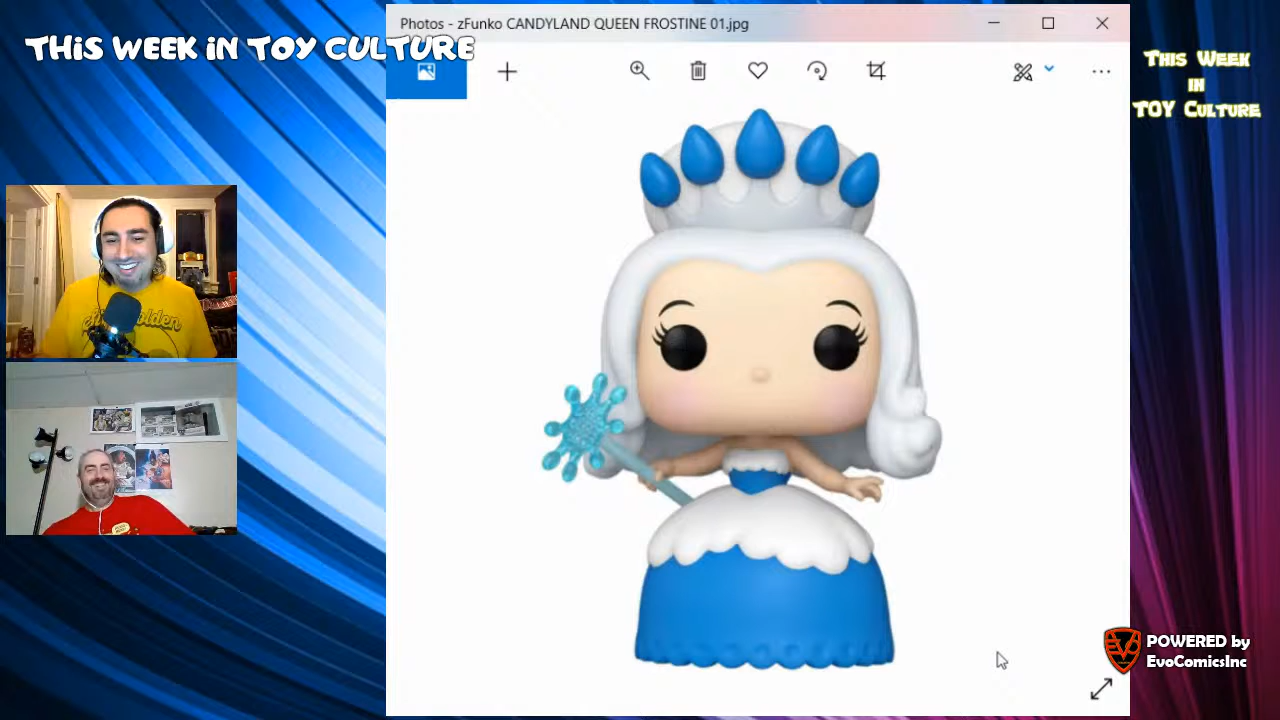 Photos - zFunko CANDYLAND QUEEN FROSTINE 01.jpg
THiS WEEK iN TOY CULTURE
This Week
in
TOY Culture
POWERED by
EvoComicsInc